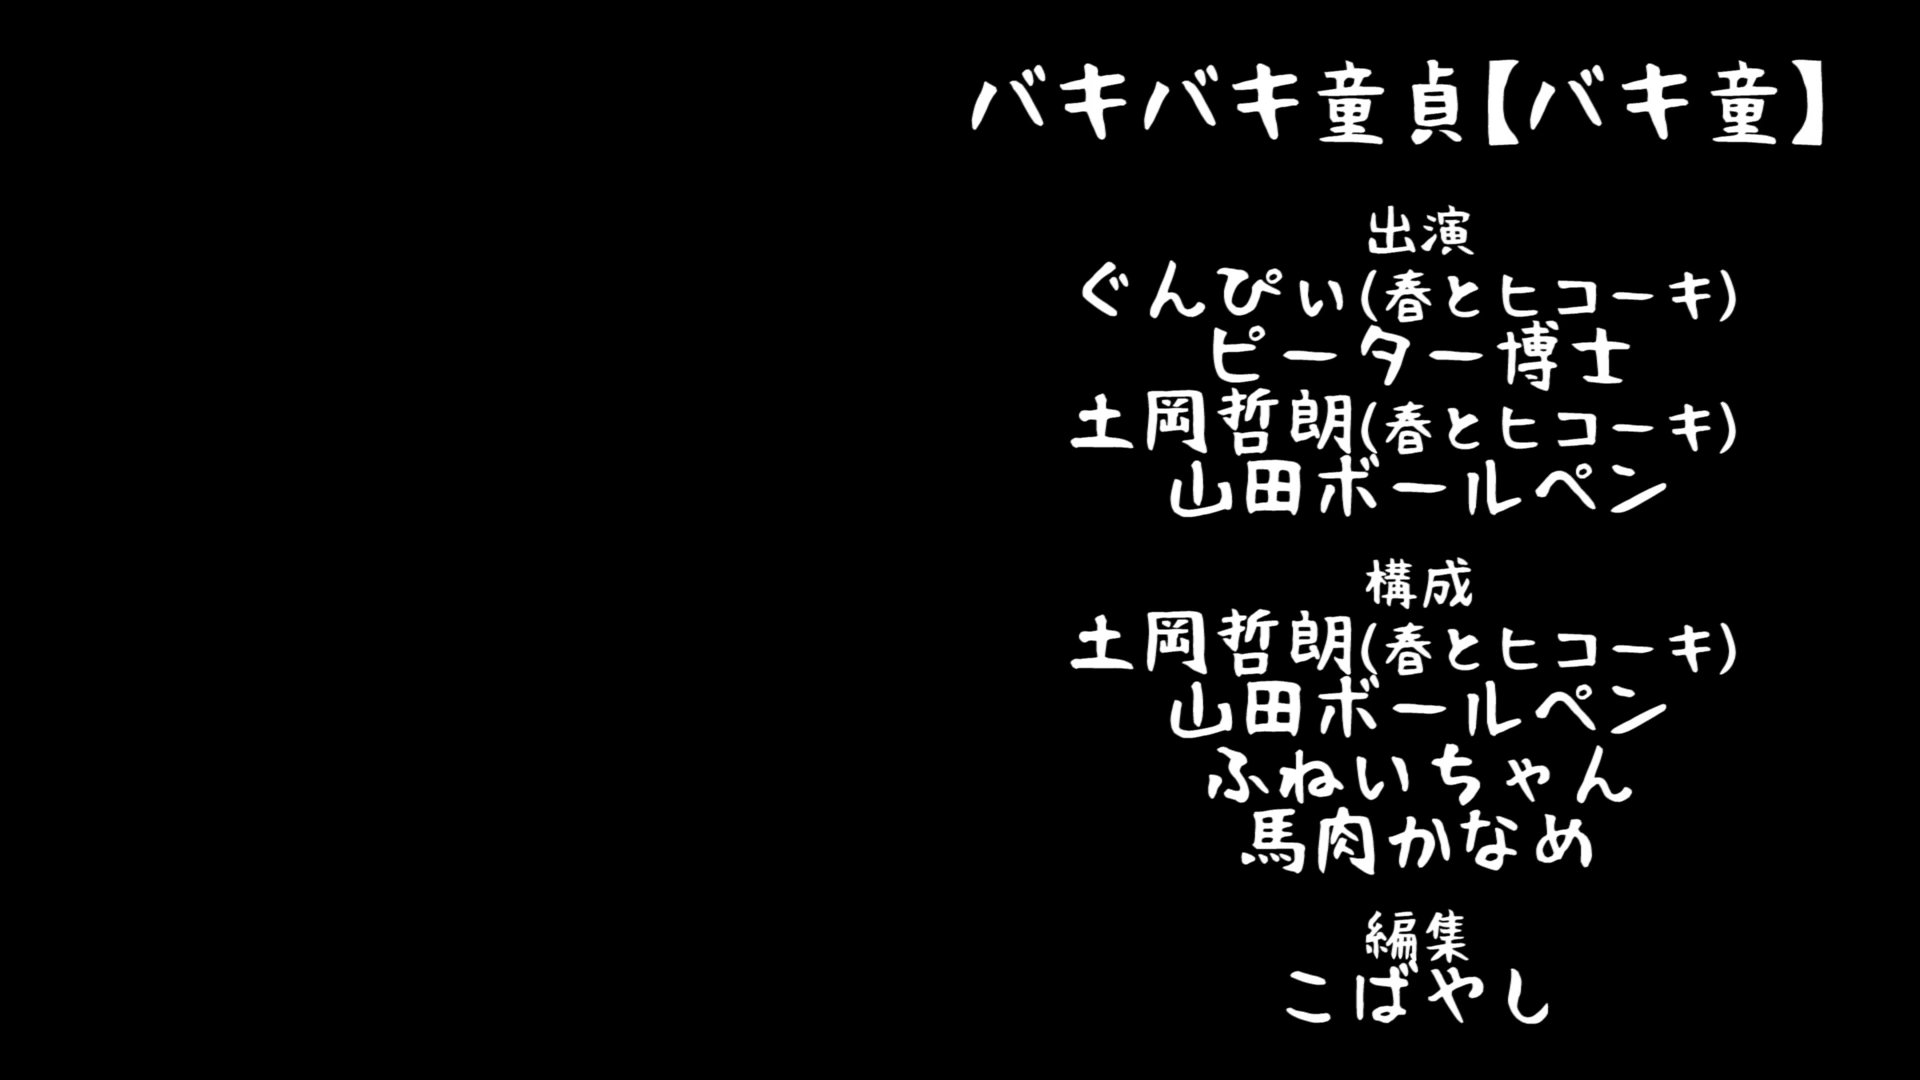 バキバキ童貞【バキ童】
出演
ぐんぴぃ(春とヒコーキ)
ピーター博士
土岡哲朗(春とヒコーキ)
山田ボールペン
構成
土岡哲朗(春とヒコーキ)
山田ボールペン
ふねいちゃん
馬肉かなめ
編集
こばやし